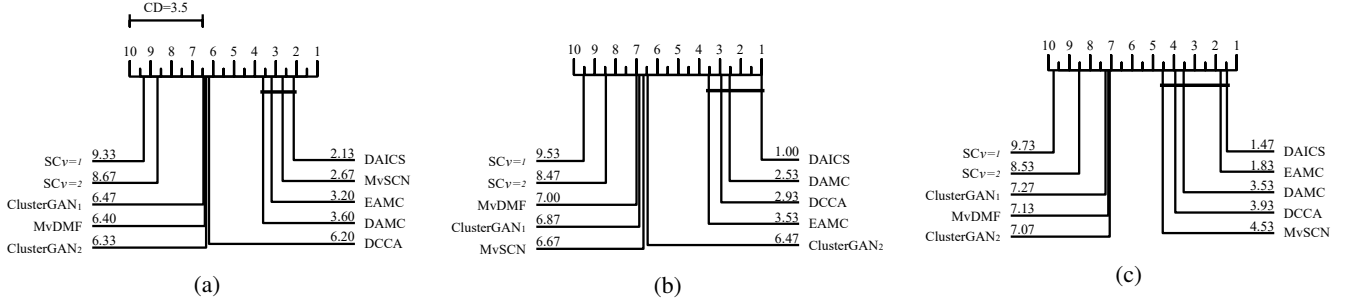 CD=3.5
10 9 8 7 6 5 4 3 2 1
SCv=1 9.33
SCv=2 8.67
ClusterGAN1 6.47
MvDMF 6.40
ClusterGAN2 6.33
2.13 DAICS
2.67 MvSCN
3.20 EAMC
3.60 DAMC
6.20 DCCA
(a)
10 9 8 7 6 5 4 3 2 1
SCv=1 9.53
SCv=2 8.47
MvDMF 7.00
ClusterGAN1 6.87
MvSCN 6.67
1.00 DAICS
2.53 DAMC
2.93 DCCA
3.53 EAMC
6.47 ClusterGAN2
(b)
10 9 8 7 6 5 4 3 2 1
SCv=1 9.73
SCv=2 8.53
ClusterGAN1 7.27
MvDMF 7.13
ClusterGAN2 7.07
1.47 DAICS
1.83 EAMC
3.53 DAMC
3.93 DCCA
4.53 MvSCN
(c)